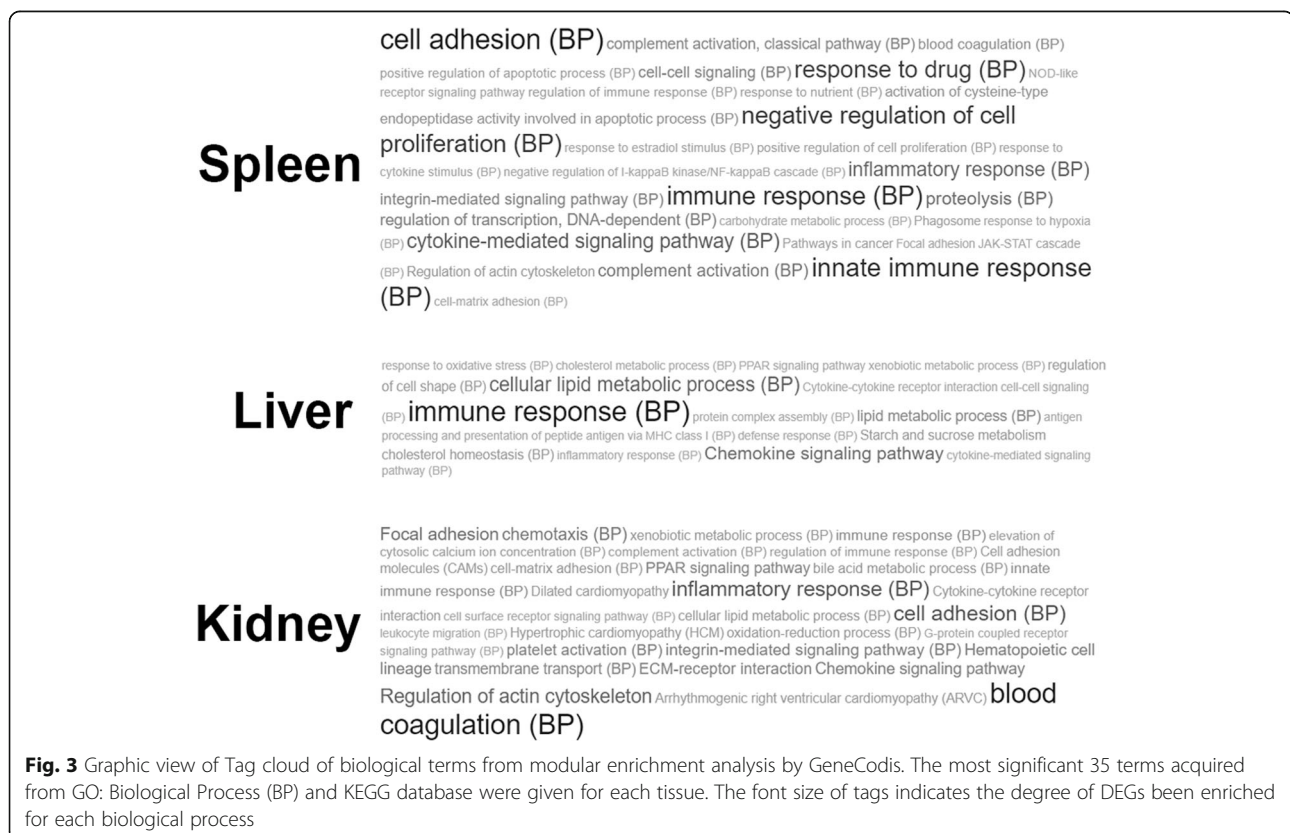 cell adhesion (BP) complement activation, classical pathway (BP) blood coagulation (BP)
positive regulation of apoptotic process (BP) cell-cell signaling (BP) response to drug (BP) NOD-like
receptor signaling pathway regulation of immune response (BP) response to nutrient (BP) activation of cysteine-type
endopeptidase activity involved in apoptotic process (BP) negative regulation of cell
proliferation (BP) response to estradiol stimulus (BP) positive regulation of cell proliferation (BP) response to
cytokine stimulus (BP) negative regulation of I-kappaB kinase/NF-kappaB cascade (BP) inflammatory response (BP)
Spleen
integrin-mediated signaling pathway (BP) immune response (BP) proteolysis (BP)
regulation of transcription, DNA-dependent (BP) carbohydrate metabolic process (BP) Phagosome response to hypoxia
(BP) cytokine-mediated signaling pathway (BP) Pathways in cancer Focal adhesion JAK-STAT cascade
(BP) Regulation of actin cytoskeleton complement activation (BP) innate immune response
(BP) cell-matrix adhesion (BP)
response to oxidative stress (BP) cholesterol metabolic process (BP) PPAR signaling pathway xenobiotic metabolic process (BP) regulation
of cell shape (BP) cellular lipid metabolic process (BP) Cytokine-cytokine receptor interaction cell-cell signaling
Liver
(BP) immune response (BP) protein complex assembly (BP) lipid metabolic process (BP) antigen
processing and presentation of peptide antigen via MHC class I (BP) defense response (BP) Starch and sucrose metabolism
cholesterol homeostasis (BP) inflammatory response (BP) Chemokine signaling pathway cytokine-mediated signaling
pathway (BP)
Focal adhesion chemotaxis (BP) xenobiotic metabolic process (BP) immune response (BP) elevation of
cytosolic calcium ion concentration (BP) complement activation (BP) regulation of immune response (BP) Cell adhesion
molecules (CAMs) cell-matrix adhesion (BP) PPAR signaling pathway bile acid metabolic process (BP) innate
immune response (BP) Dilated cardiomyopathy inflammatory response (BP) Cytokine-cytokine receptor
interaction cell surface receptor signaling pathway (BP) cellular lipid metabolic process (BP) cell adhesion (BP)
Kidney
leukocyte migration (BP) Hypertrophic cardiomyopathy (HCM) oxidation-reduction process (BP) G-protein coupled receptor
signaling pathway (BP) platelet activation (BP) integrin-mediated signaling pathway (BP) Hematopoietic cell
lineage transmembrane transport (BP) ECM-receptor interaction Chemokine signaling pathway
Regulation of actin cytoskeleton Arrhythmogenic right ventricular cardiomyopathy (ARVC) blood
coagulation (BP)
Fig. 3 Graphic view of Tag cloud of biological terms from modular enrichment analysis by GeneCodis. The most significant 35 terms acquired
from GO: Biological Process (BP) and KEGG database were given for each tissue. The font size of tags indicates the degree of DEGs been enriched
for each biological process